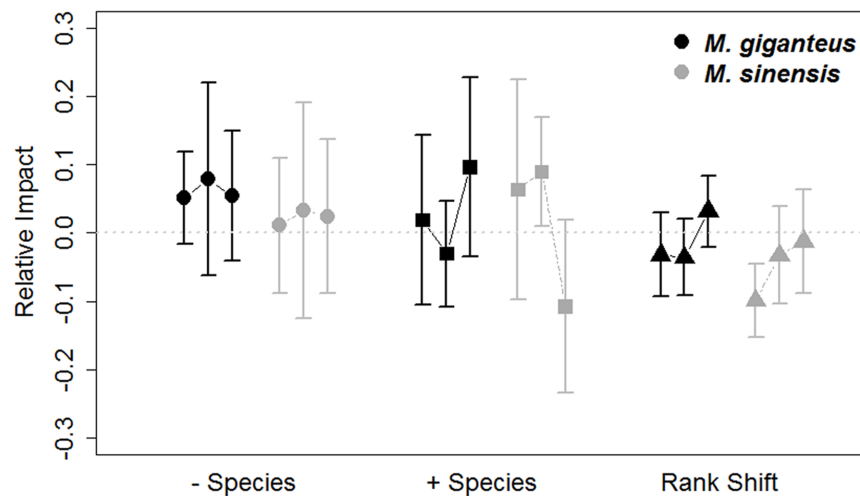 M. giganteus
M. sinensis
Relative Impact
0.3
0.2
0.1
0.0
-0.1
-0.2
-0.3
- Species
+ Species
Rank Shift